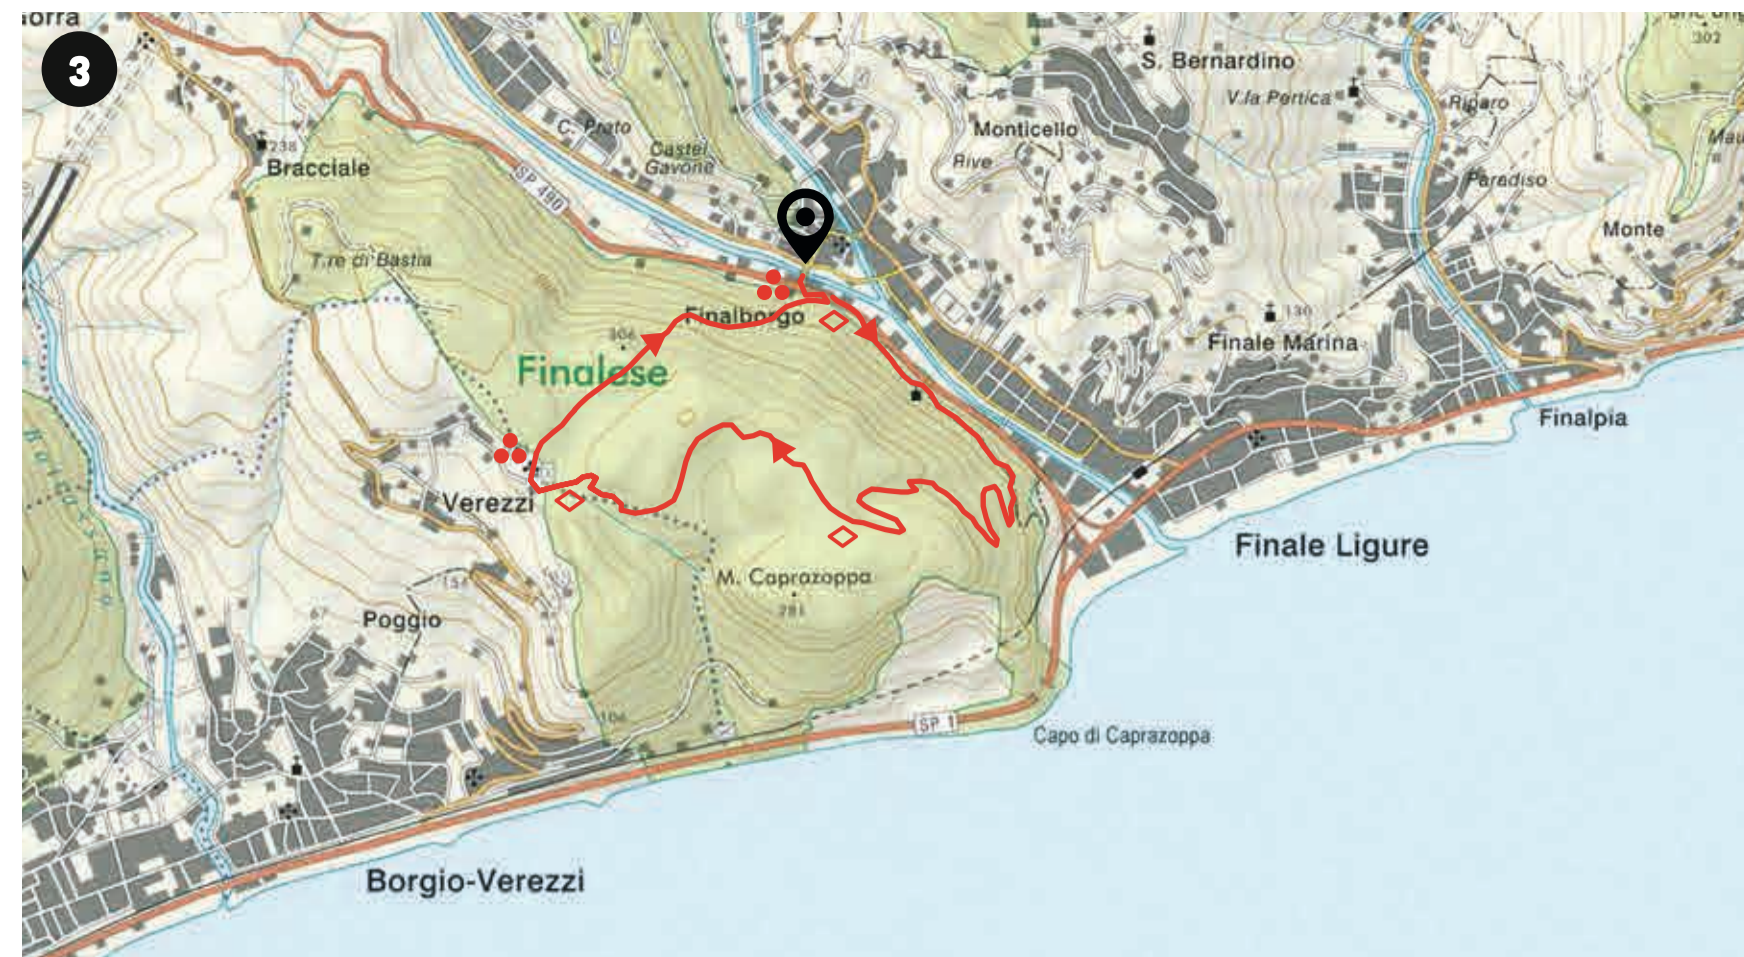 3
orra
302
S. Bernardino
V.la Pertica
Riparo
C. Prato
Monticello
Mau
238
Castel
Gavone
Rive
Bracciale
SP 490
Paradiso
Monte
T.re di Bastia
130
Finalborgo
Finale Marina
Finalese
Finalpia
Verezzi
Finale Ligure
M. Caprazoppa
281
Poggio
67
106
SP 1
Capo di Caprazoppa
Borgio-Verezzi